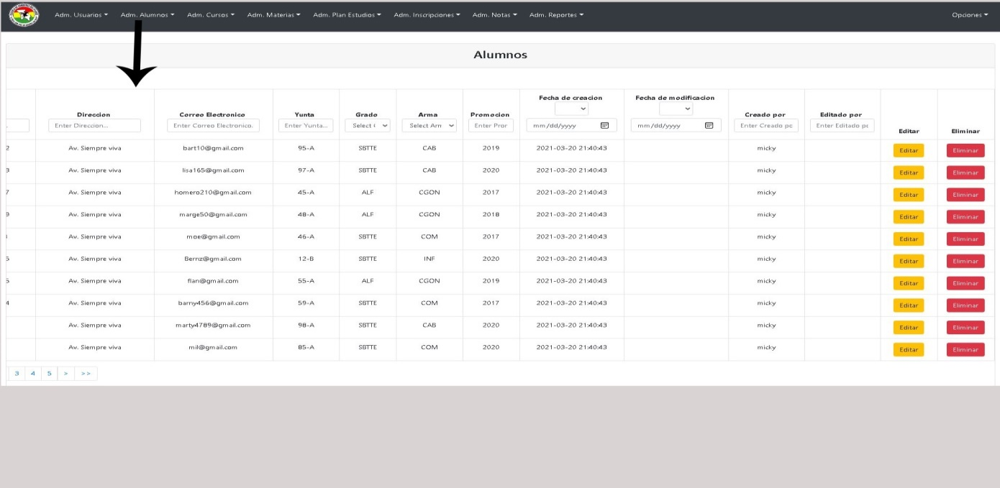 Adm. Usuarios Adm. Alumnos Adm. Cursos Adm. Materias Adm. Plan Estudios Adm. Inscripciones Adm. Notas Adm. Reportes Opciones
Alumnos
Fecha de creacion Fecha de modificacion
Direccion Correo Electronico Yunta Grado Arma Promocion Creado por Editado por
Enter Direccion... Enter Correo Electronico. Enter Yunta... Select Select Arn Enter Pror mm/dd/yyyy mm/dd/yyyy Enter Creado pc Enter Editado pc
Editar Eliminar
2 Av. Siempre viva bart10@gmail.com 95-A SBTTE CAB 2019 2021-03-20 21:40:43 micky Editar Eliminar
3 Av. Siempre viva lisa165@gmail.com 97-A SBTTE CAB 2020 2021-03-20 21:40:43 micky Editar Eliminar
7 Av. Siempre viva homero210@gmail.com 45-A ALF CGON 2017 2021-03-20 21:40:43 micky Editar Eliminar
9 Av. Siempre viva marge50@gmail.com 48-A ALF CGON 2018 2021-03-20 21:40:43 micky Editar Eliminar
Av. Siempre viva moe@gmail.com 46-A SBTTE COM 2017 2021-03-20 21:40:43 micky Editar Eliminar
5 Av. Siempre viva Bernz@gmail.com 12-B SBTTE INF 2020 2021-03-20 21:40:43 micky Editar Eliminar
5 Av. Siempre viva flan@gmail.com 55-A ALF CGON 2019 2021-03-20 21:40:43 micky Editar Eliminar
4 Av. Siempre viva barny456@gmail.com 59-A SBTTE COM 2017 2021-03-20 21:40:43 micky Editar Eliminar
Av. Siempre viva marty4789@gmail.com 98-A SBTTE CAB 2020 2021-03-20 21:40:43 micky Editar Eliminar
Av. Siempre viva mil@gmail.com 85-A SBTTE COM 2020 2021-03-20 21:40:43 micky Editar Eliminar
3 4 5 > >>